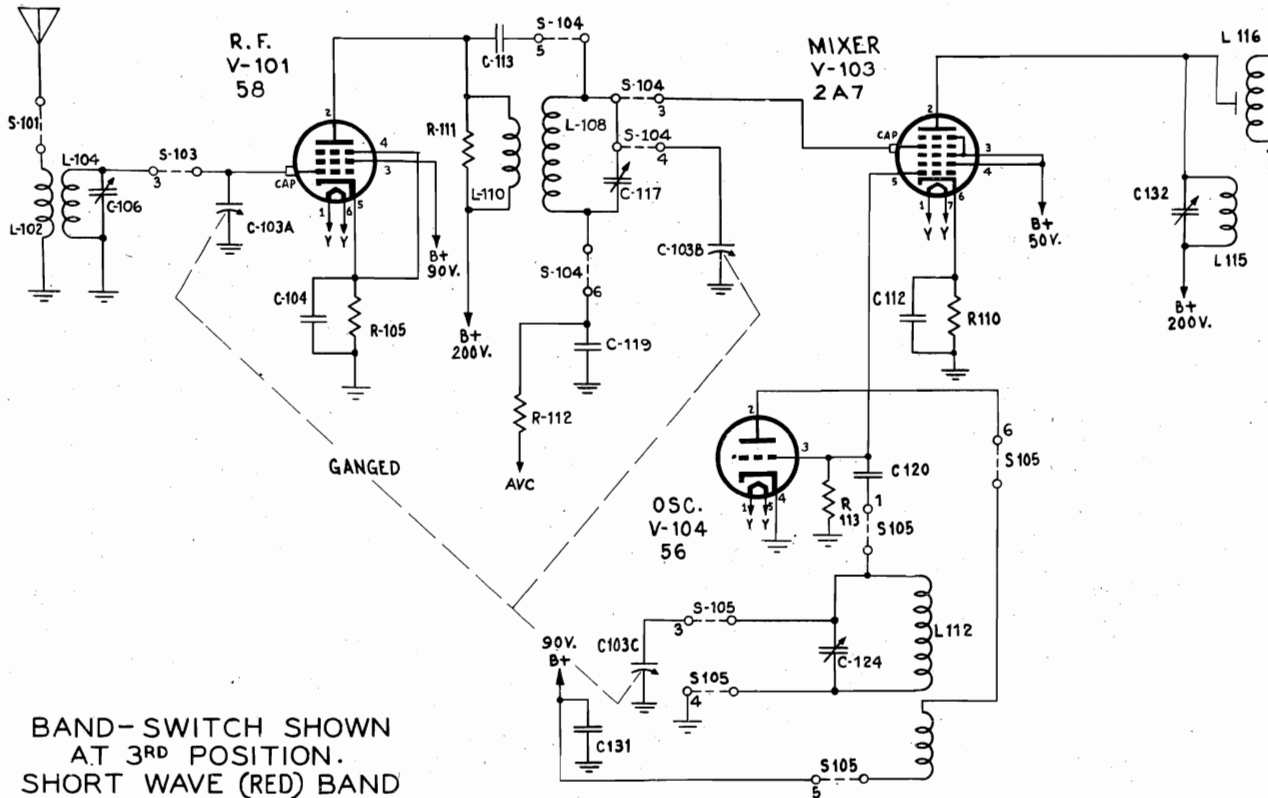 R.F.
V-101
58
S-104
5
C-113
MIXER
V-103
2A7
L 116
S-101
L-104
S-103
3
L-102
C-106
C-103A
CAP
2
4
3
1
6
5
Y
Y
B+
90V.
C-104
R-105
R-111
L-110
B+
200V.
L-108
S-104
3
S-104
4
C-117
C-103B
S-104
6
C-119
R-112
AVC
CAP
2
5
3
4
1
7
6
Y
Y
B+
50V.
C 112
R110
C 132
L 115
B+
200V.
GANGED
OSC.
V-104
56
2
3
1
5
4
Y
Y
R
113
C 120
1
S105
6
S105
S-105
3
C103C
S105
4
C-124
L112
90V.
B+
C131
S105
5
BAND-SWITCH SHOWN
AT 3RD POSITION.
SHORT WAVE (RED) BAND